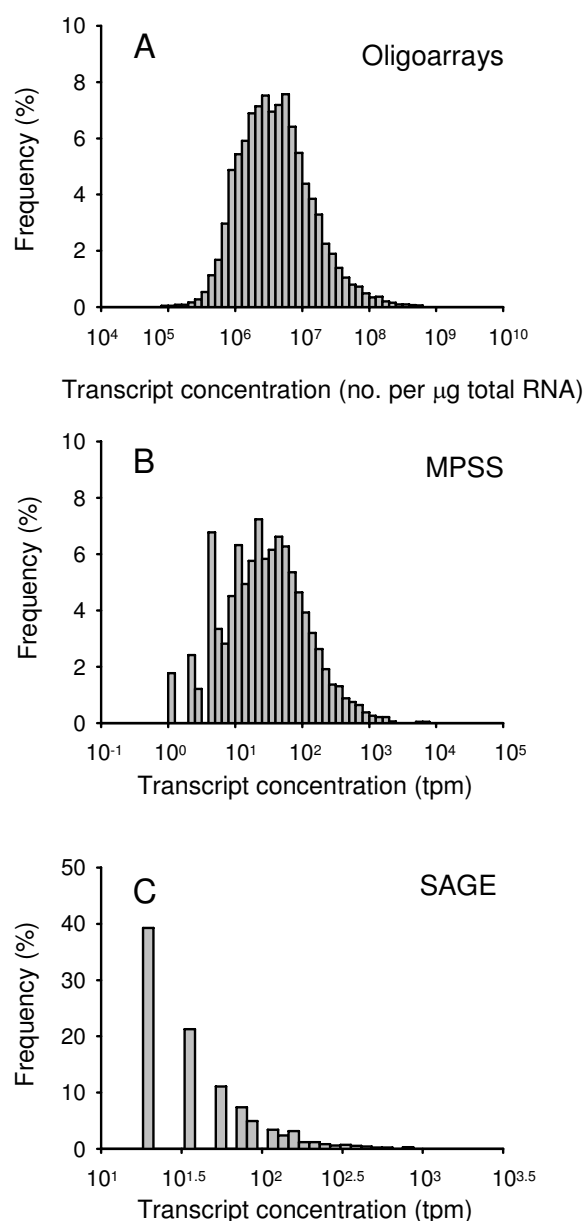 A
Oligoarrays
Frequency (%)
10
8
6
4
2
0
10⁴ 10⁵ 10⁶ 10⁷ 10⁸ 10⁹ 10¹⁰
Transcript concentration (no. per μg total RNA)
B
MPSS
Frequency (%)
10
8
6
4
2
0
10⁻¹ 10⁰ 10¹ 10² 10³ 10⁴ 10⁵
Transcript concentration (tpm)
C
SAGE
Frequency (%)
50
40
30
20
10
0
10¹ 10¹·⁵ 10² 10²·⁵ 10³ 10³·⁵
Transcript concentration (tpm)